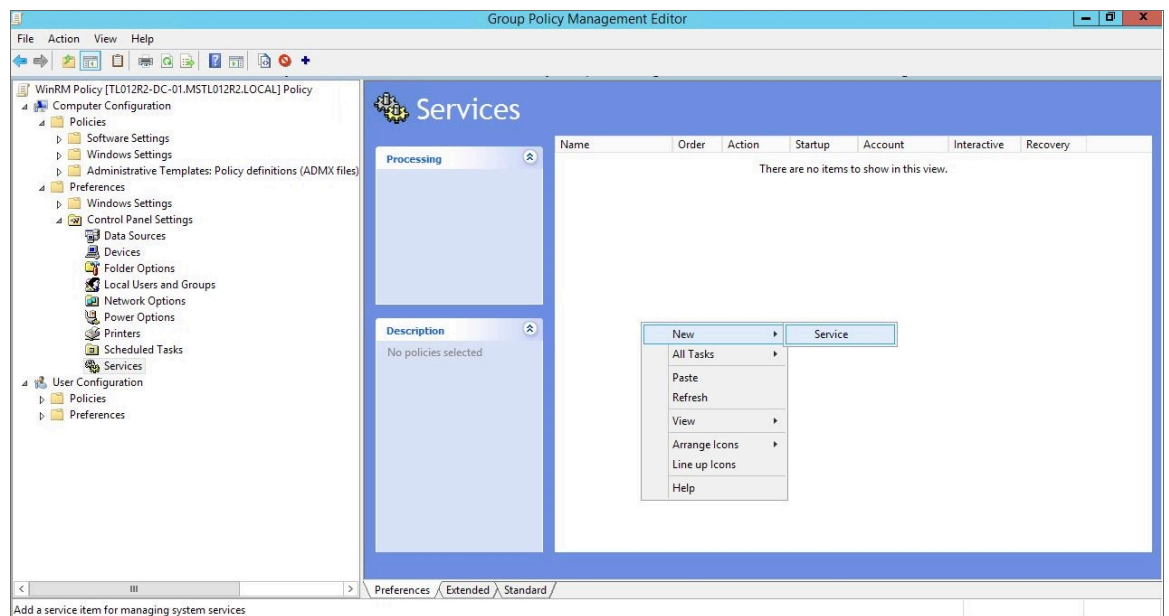 Group Policy Management Editor
File Action View Help
WinRM Policy [TL012R2-DC-01.MSTL012R2.LOCAL] Policy
Computer Configuration
Policies
Software Settings
Windows Settings
Administrative Templates: Policy definitions (ADMX files)
Preferences
Windows Settings
Control Panel Settings
Data Sources
Devices
Folder Options
Local Users and Groups
Network Options
Power Options
Printers
Scheduled Tasks
Services
User Configuration
Policies
Preferences
Services
Processing
Description
No policies selected
Name Order Action Startup Account Interactive Recovery
There are no items to show in this view.
New Service
All Tasks
Paste
Refresh
View
Arrange Icons
Line up Icons
Help
Preferences Extended Standard
Add a service item for managing system services